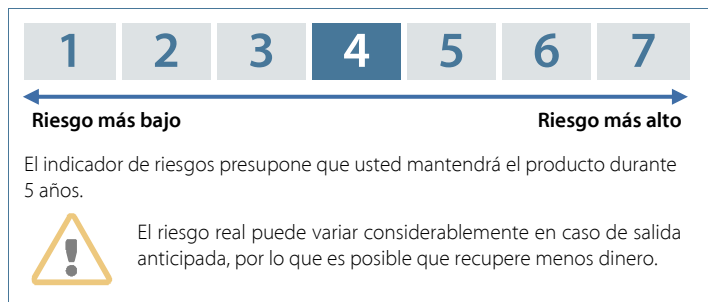 1 2 3 4 5 6 7
Riesgo más bajo Riesgo más alto
El indicador de riesgos presupone que usted mantendrá el producto durante
5 años.
!
El riesgo real puede variar considerablemente en caso de salida
anticipada, por lo que es posible que recupere menos dinero.